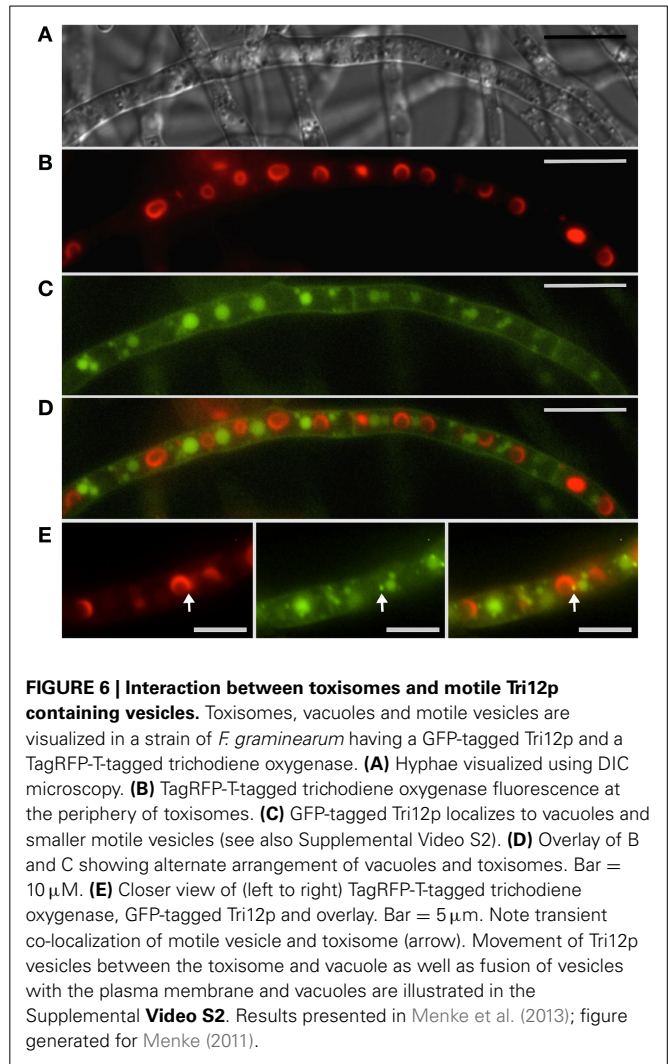 A
B
C
D
E
FIGURE 6 | Interaction between toxisomes and motile Tri12p
containing vesicles. Toxisomes, vacuoles and motile vesicles are
visualized in a strain of F. graminearum having a GFP-tagged Tri12p and a
TagRFP-T-tagged trichodiene oxygenase. (A) Hyphae visualized using DIC
microscopy. (B) TagRFP-T-tagged trichodiene oxygenase fluorescence at
the periphery of toxisomes. (C) GFP-tagged Tri12p localizes to vacuoles and
smaller motile vesicles (see also Supplemental Video S2). (D) Overlay of B
and C showing alternate arrangement of vacuoles and toxisomes. Bar =
10 μM. (E) Closer view of (left to right) TagRFP-T-tagged trichodiene
oxygenase, GFP-tagged Tri12p and overlay. Bar = 5 μm. Note transient
co-localization of motile vesicle and toxisome (arrow). Movement of Tri12p
vesicles between the toxisome and vacuole as well as fusion of vesicles
with the plasma membrane and vacuoles are illustrated in the
Supplemental Video S2. Results presented in Menke et al. (2013); figure
generated for Menke (2011).